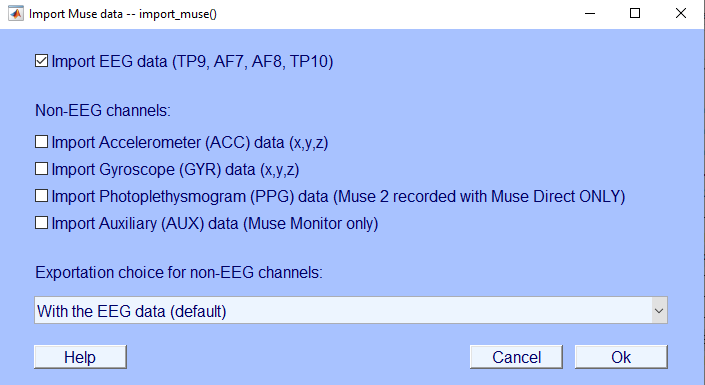 Import Muse data -- import_muse()
Import EEG data (TP9, AF7, AF8, TP10)
Non-EEG channels:
Import Accelerometer (ACC) data (x,y,z)
Import Gyroscope (GYR) data (x,y,z)
Import Photoplethysmogram (PPG) data (Muse 2 recorded with Muse Direct ONLY)
Import Auxiliary (AUX) data (Muse Monitor only)
Exportation choice for non-EEG channels:
With the EEG data (default)
Help Cancel Ok